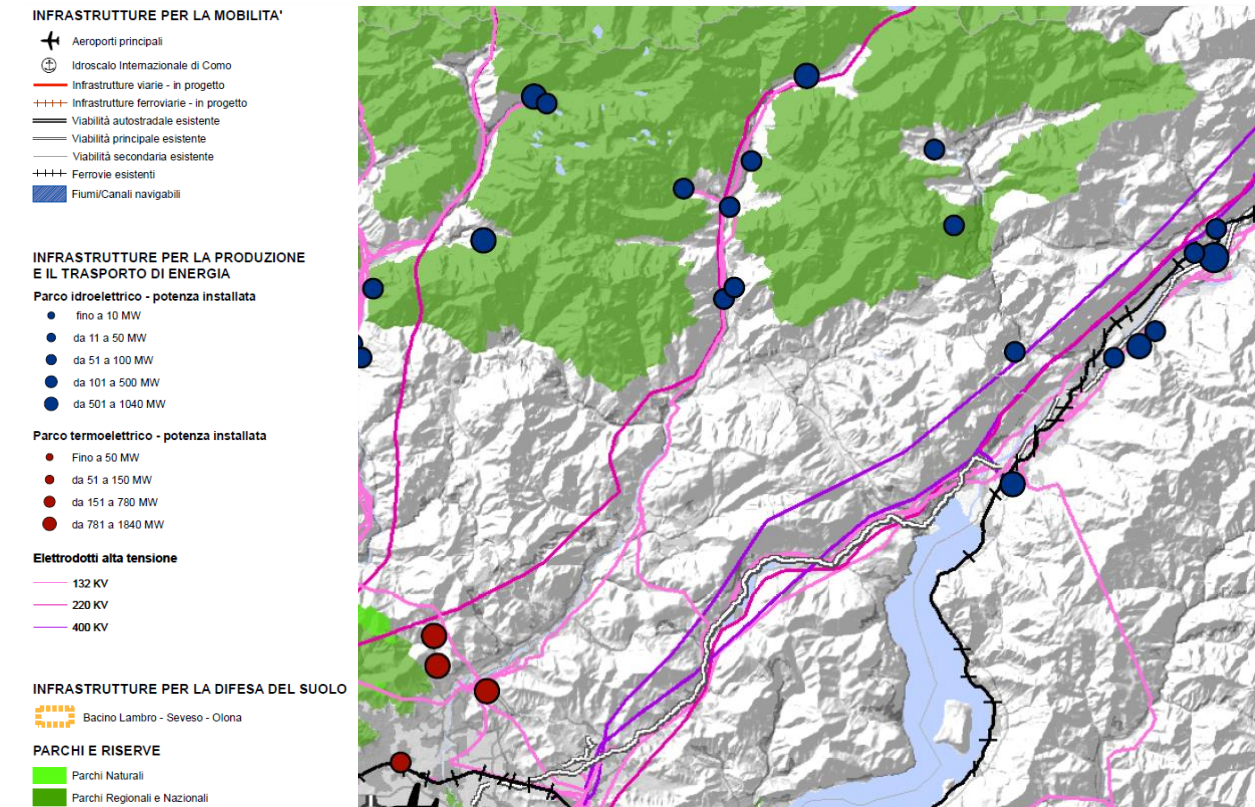 INFRASTRUTTURE PER LA MOBILITA'
Aeroporti principali
Idroscalo Internazionale di Como
Infrastrutture viarie - in progetto
Infrastrutture ferroviarie - in progetto
Viabilità autostradale esistente
Viabilità principale esistente
Viabilità secondaria esistente
Ferrovie esistenti
Fiumi/Canali navigabili
INFRASTRUTTURE PER LA PRODUZIONE
E IL TRASPORTO DI ENERGIA
Parco idroelettrico - potenza installata
fino a 10 MW
da 11 a 50 MW
da 51 a 100 MW
da 101 a 500 MW
da 501 a 1040 MW
Parco termoelettrico - potenza installata
Fino a 50 MW
da 51 a 150 MW
da 151 a 780 MW
da 781 a 1840 MW
Elettrodotti alta tensione
132 KV
220 KV
400 KV
INFRASTRUTTURE PER LA DIFESA DEL SUOLO
Bacino Lambro - Seveso - Olona
PARCHI E RISERVE
Parchi Naturali
Parchi Regionali e Nazionali